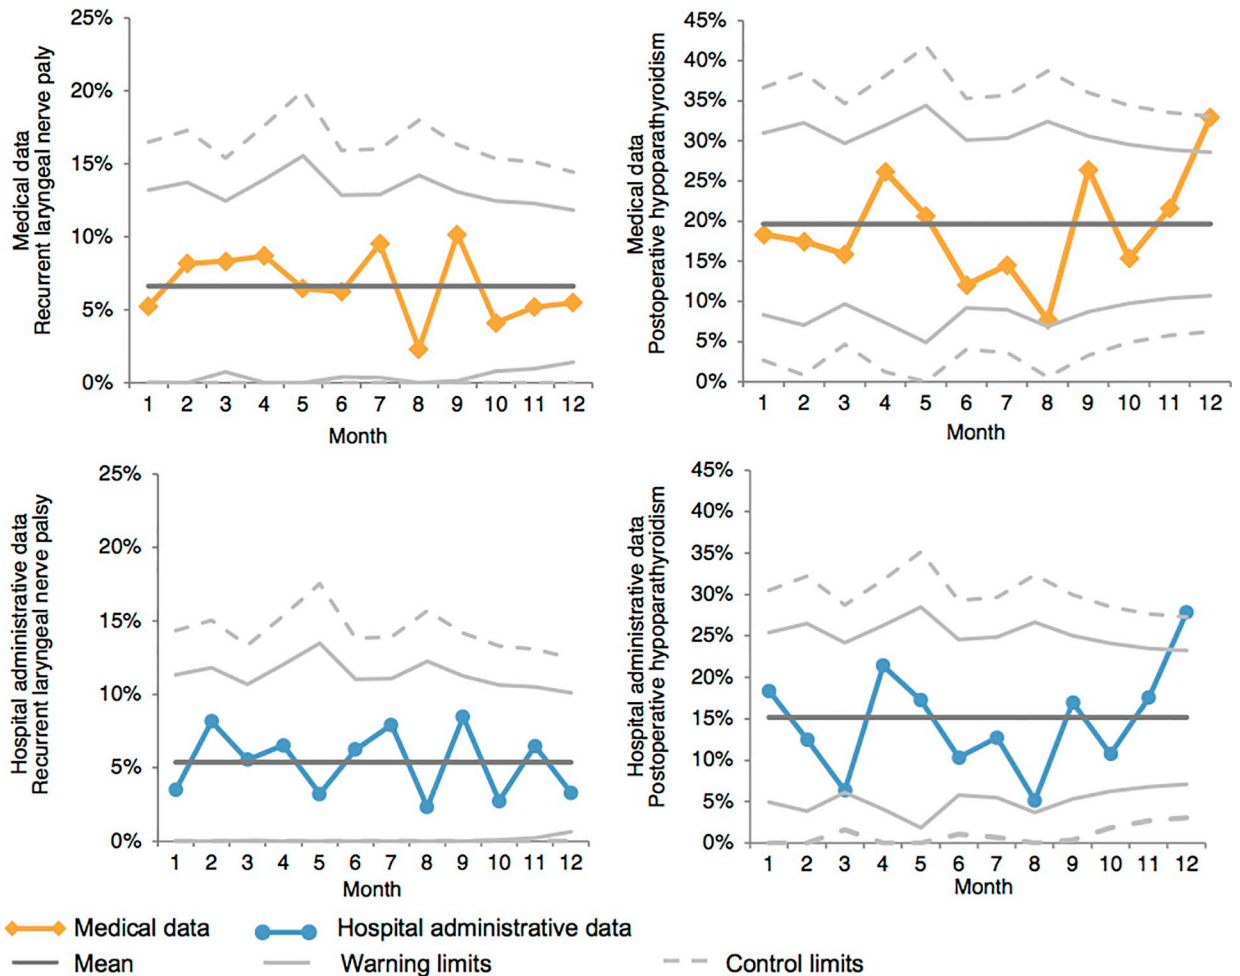 Medical data
Recurrent laryngeal nerve paly
25%
20%
15%
10%
5%
0%
1 2 3 4 5 6 7 8 9 10 11 12
Month
Medical data
Postoperative hypoparathyroidism
45%
40%
35%
30%
25%
20%
15%
10%
5%
0%
1 2 3 4 5 6 7 8 9 10 11 12
Month
Hospital administrative data
Recurrent laryngeal nerve palsy
25%
20%
15%
10%
5%
0%
1 2 3 4 5 6 7 8 9 10 11 12
Month
Hospital administrative data
Postoperative hypoparathyroidism
45%
40%
35%
30%
25%
20%
15%
10%
5%
0%
1 2 3 4 5 6 7 8 9 10 11 12
Month
Medical data Hospital administrative data
Mean Warning limits Control limits